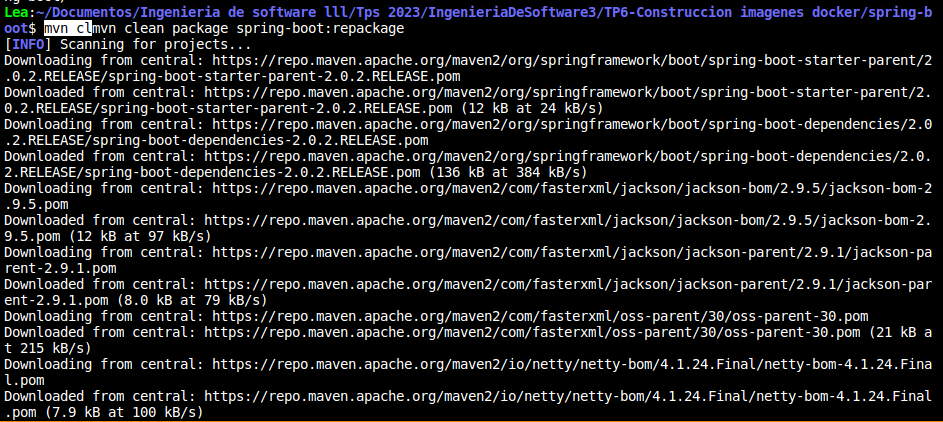 Lea:~/Documentos/Ingenieria de software lll/Tps 2023/IngenieriaDeSoftware3/TP6-Construccion imagenes docker/spring-b
oot$ mvn clmvn clean package spring-boot:repackage
[INFO] Scanning for projects...
Downloading from central: https://repo.maven.apache.org/maven2/org/springframework/boot/spring-boot-starter-parent/2
.0.2.RELEASE/spring-boot-starter-parent-2.0.2.RELEASE.pom
Downloaded from central: https://repo.maven.apache.org/maven2/org/springframework/boot/spring-boot-starter-parent/2.
0.2.RELEASE/spring-boot-starter-parent-2.0.2.RELEASE.pom (12 kB at 24 kB/s)
Downloading from central: https://repo.maven.apache.org/maven2/org/springframework/boot/spring-boot-dependencies/2.0
.2.RELEASE/spring-boot-dependencies-2.0.2.RELEASE.pom
Downloaded from central: https://repo.maven.apache.org/maven2/org/springframework/boot/spring-boot-dependencies/2.0.
2.RELEASE/spring-boot-dependencies-2.0.2.RELEASE.pom (136 kB at 384 kB/s)
Downloading from central: https://repo.maven.apache.org/maven2/com/fasterxml/jackson/jackson-bom/2.9.5/jackson-bom-2
.9.5.pom
Downloaded from central: https://repo.maven.apache.org/maven2/com/fasterxml/jackson/jackson-bom/2.9.5/jackson-bom-2.
9.5.pom (12 kB at 97 kB/s)
Downloading from central: https://repo.maven.apache.org/maven2/com/fasterxml/jackson/jackson-parent/2.9.1/jackson-pa
rent-2.9.1.pom
Downloaded from central: https://repo.maven.apache.org/maven2/com/fasterxml/jackson/jackson-parent/2.9.1/jackson-par
ent-2.9.1.pom (8.0 kB at 79 kB/s)
Downloading from central: https://repo.maven.apache.org/maven2/com/fasterxml/oss-parent/30/oss-parent-30.pom
Downloaded from central: https://repo.maven.apache.org/maven2/com/fasterxml/oss-parent/30/oss-parent-30.pom (21 kB a
t 215 kB/s)
Downloading from central: https://repo.maven.apache.org/maven2/io/netty/netty-bom/4.1.24.Final/netty-bom-4.1.24.Fina
l.pom
Downloaded from central: https://repo.maven.apache.org/maven2/io/netty/netty-bom/4.1.24.Final/netty-bom-4.1.24.Final
.pom (7.9 kB at 100 kB/s)